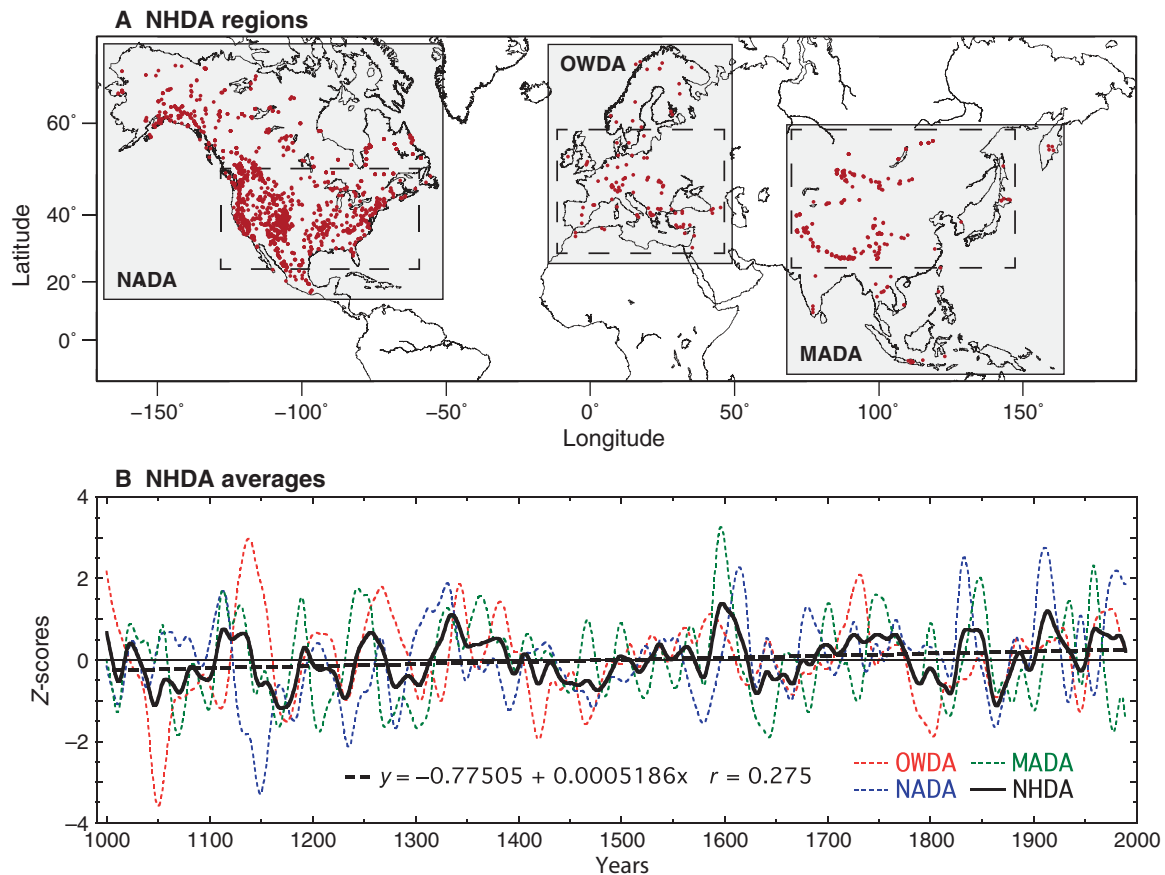 A NHDA regions
OWDA
60˚
40˚
20˚
0˚
Latitude
NADA
MADA
−150˚ −100˚ −50˚ 0˚ 50˚ 100˚ 150˚
Longitude
B NHDA averages
4
2
0
−2
−4
Z-scores
y = −0.77505 + 0.0005186x r = 0.275
OWDA MADA
NADA NHDA
1000 1100 1200 1300 1400 1500 1600 1700 1800 1900 2000
Years